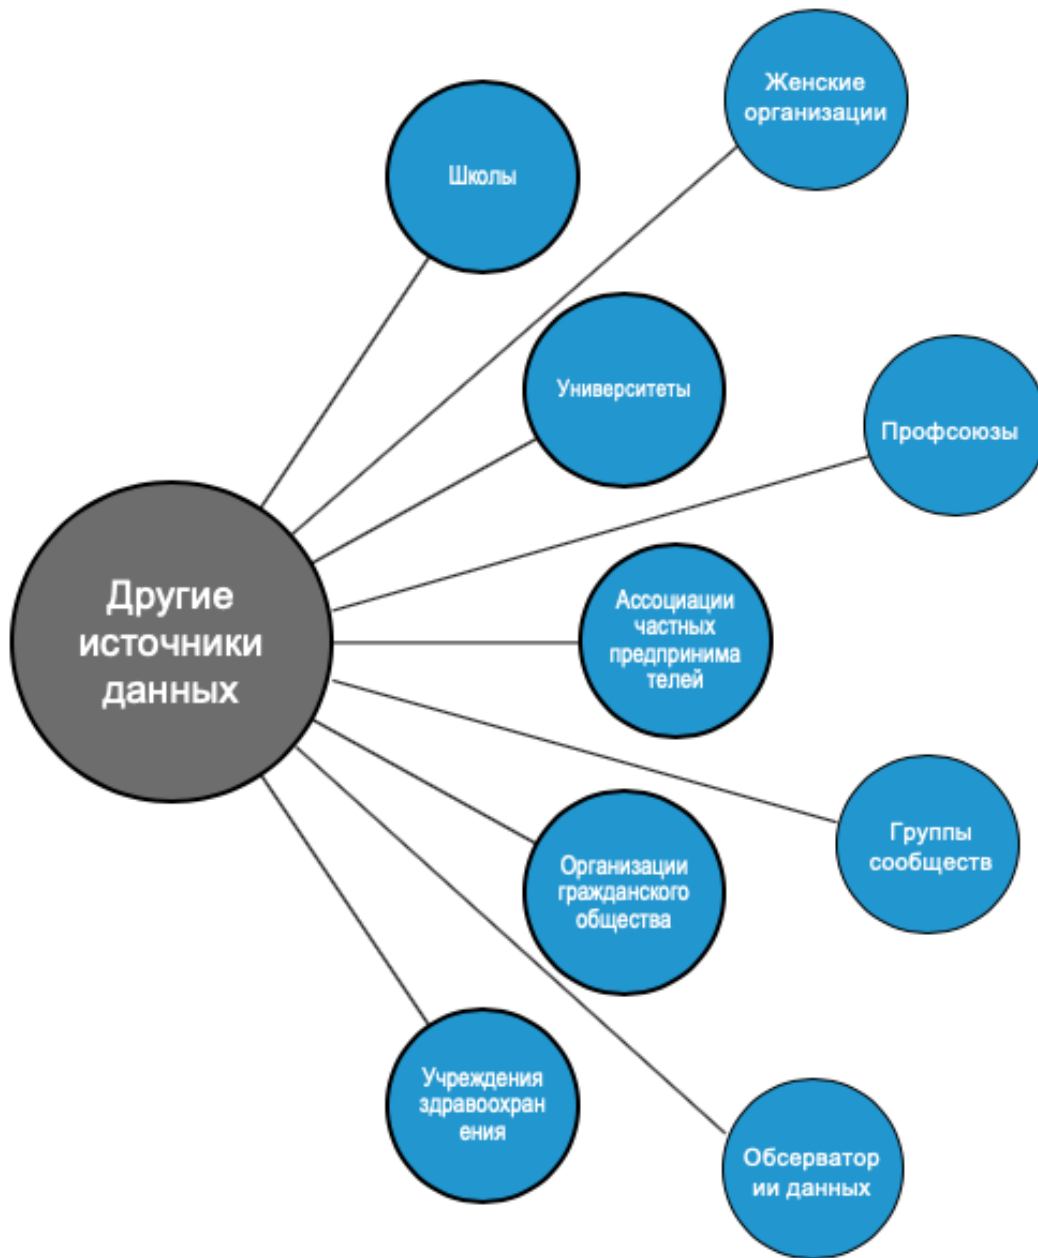 Женские
организации
Школы
Университеты
Профсоюзы
Другие
источники
данных
Ассоциации
частных
предпринима
телей
Группы
сообществ
Организации
гражданского
общества
Учреждения
здравоохран
ения
Обсерватор
ии данных